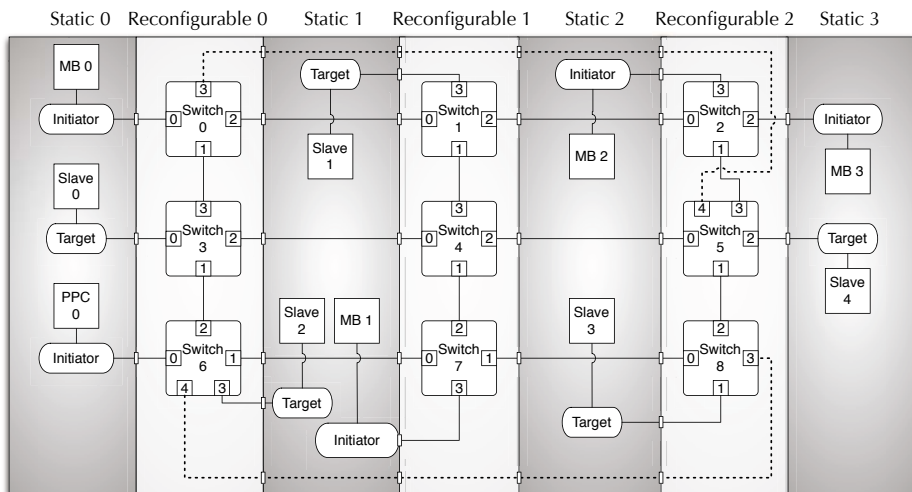 Static 0 Reconfigurable 0 Static 1 Reconfigurable 1 Static 2 Reconfigurable 2 Static 3
MB 0
Target
Initiator
3
3
3
Initiator
0
Switch
0
2
0
Switch
1
2
0
Switch
2
2
Initiator
1
1
1
Slave
1
MB 2
MB 3
Slave
0
3
3
4
3
Target
0
Switch
3
2
0
Switch
4
2
0
Switch
5
2
Target
1
1
1
PPC
0
Slave
2
MB 1
Slave
3
Slave
4
2
2
2
Initiator
0
Switch
6
1
0
Switch
7
1
0
Switch
8
3
4
3
3
1
Target
Initiator
Target